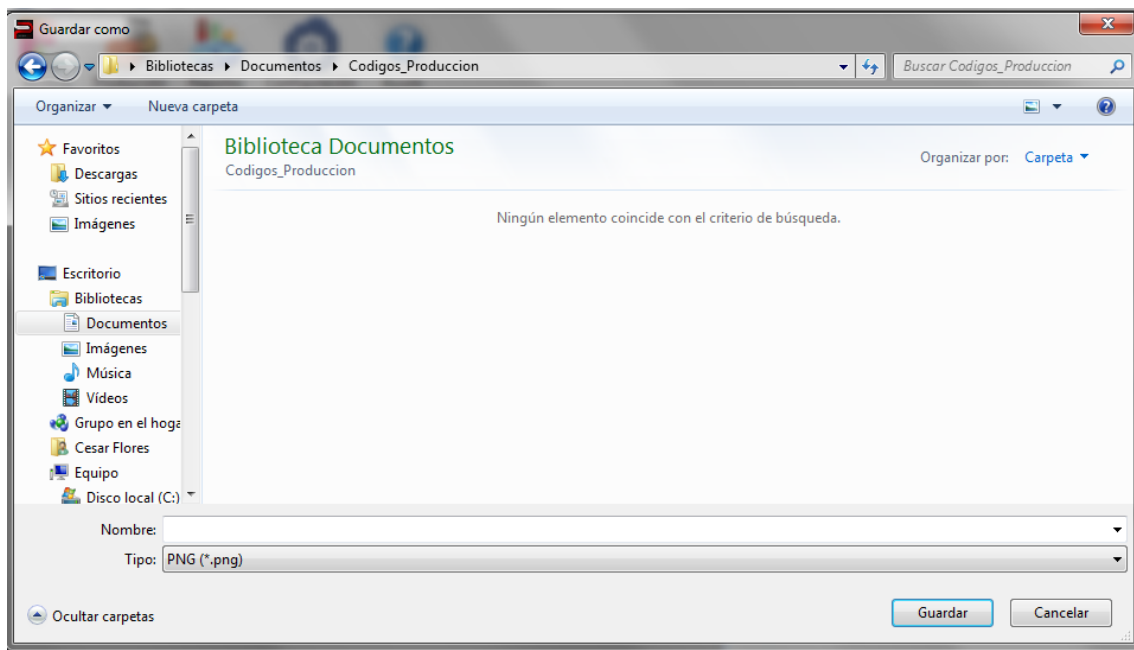 Guardar como
Bibliotecas Documentos Codigos_Produccion Buscar Codigos_Produccion
Organizar Nueva carpeta
Favoritos
Descargas
Sitios recientes
Imágenes
Escritorio
Bibliotecas
Documentos
Imágenes
Música
Vídeos
Grupo en el hoga
Cesar Flores
Equipo
Disco local (C:)
Biblioteca Documentos
Codigos_Produccion
Organizar por: Carpeta
Ningún elemento coincide con el criterio de búsqueda.
Nombre:
Tipo: PNG (*.png)
Ocultar carpetas Guardar Cancelar